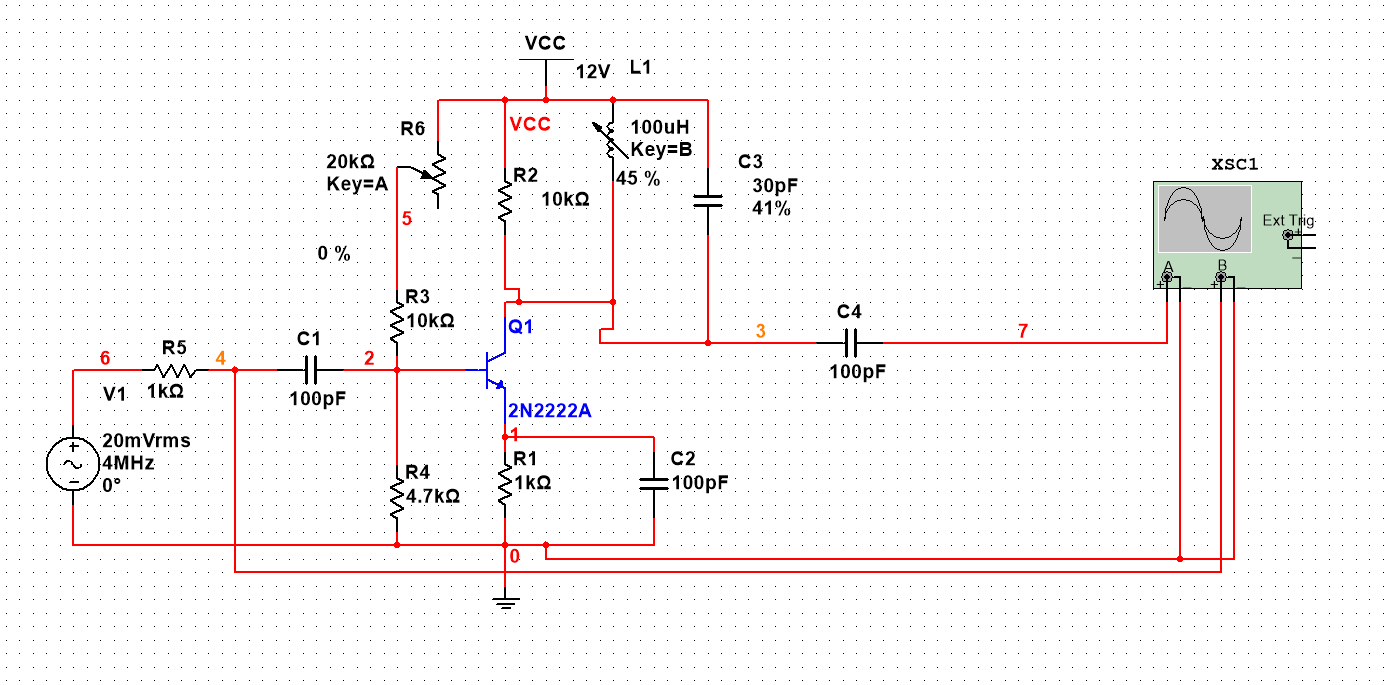 VCC
12V
L1
VCC
R6
20kΩ
Key=A
5
0 %
R2
10kΩ
100uH
Key=B
45 %
C3
30pF
41%
XSC1
Ext Trig
+
_
A
B
+
_
+
_
R3
10kΩ
Q1
2N2222A
C4
100pF
3
7
6
R5
1kΩ
4
C1
100pF
2
V1
20mVrms
4MHz
0°
+
R4
4.7kΩ
1
R1
1kΩ
C2
100pF
0